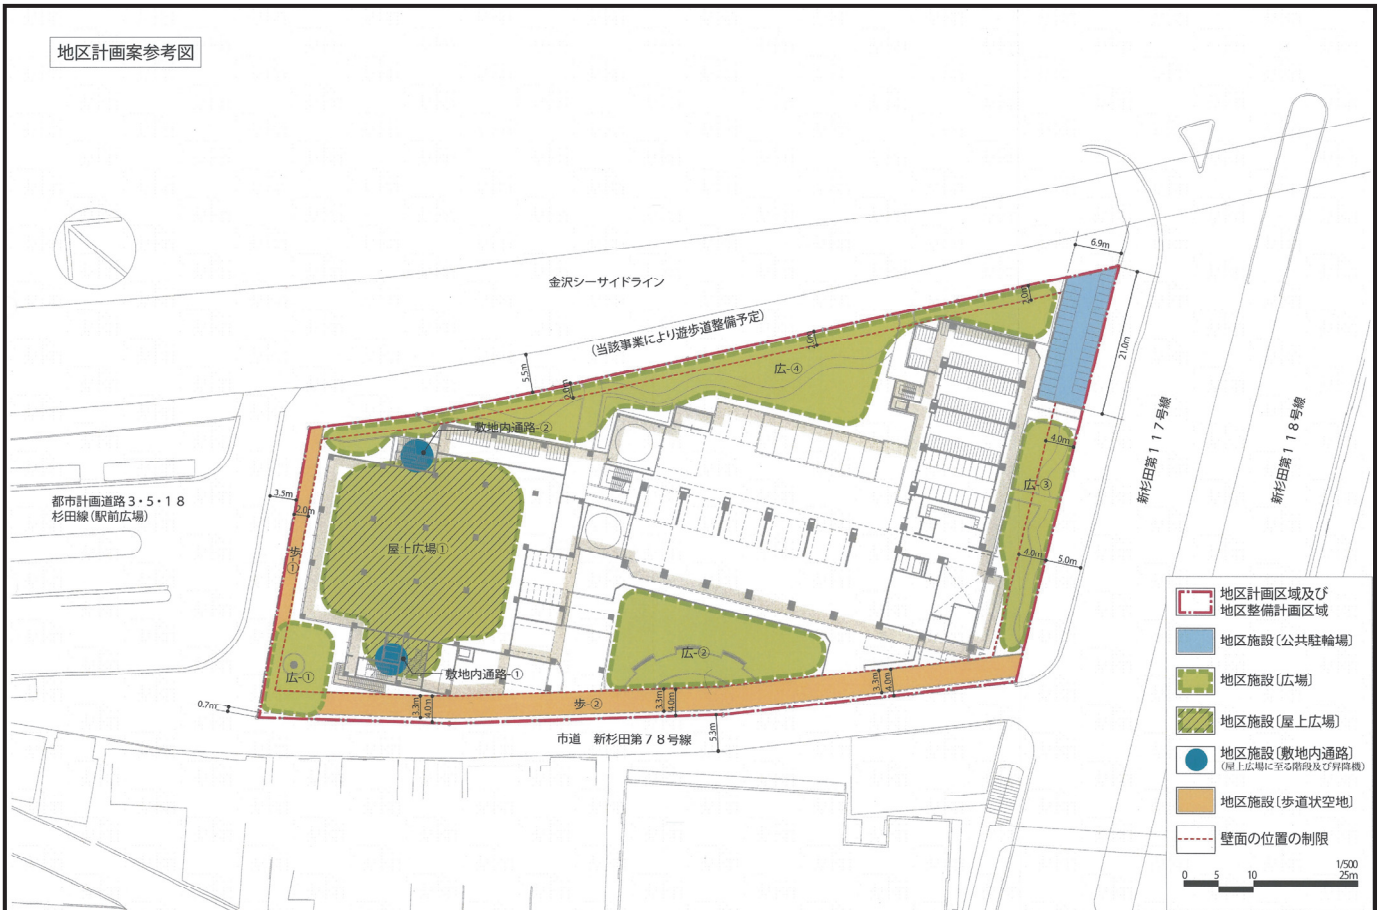 地区計画案参考図
6.9m
金沢シーサイドライン
(当該事業により遊歩道整備予定)
2.0m
21.0m
2.0m
5.5m
2.0m
広-④
敷地内通路-②
新杉田第117号線
新杉田第118号線
4.0m
広-③
都市計画道路3・5・18
杉田線(駅前広場)
3.5m
2.0m
屋上広場①
歩-①
4.0m
5.0m
広-①
敷地内通路-①
広-②
歩-②
0.7m
3.3m
4.0m
3.3m
4.0m
3.3m
4.0m
市道 新杉田第78号線
地区計画区域及び
地区整備計画区域
地区施設〔公共駐輪場〕
地区施設〔広場〕
地区施設〔屋上広場〕
地区施設〔敷地内通路〕
(屋上広場に至る階段及び昇降機)
地区施設〔歩道状空地〕
壁面の位置の制限
1/500
0 5 10 25m